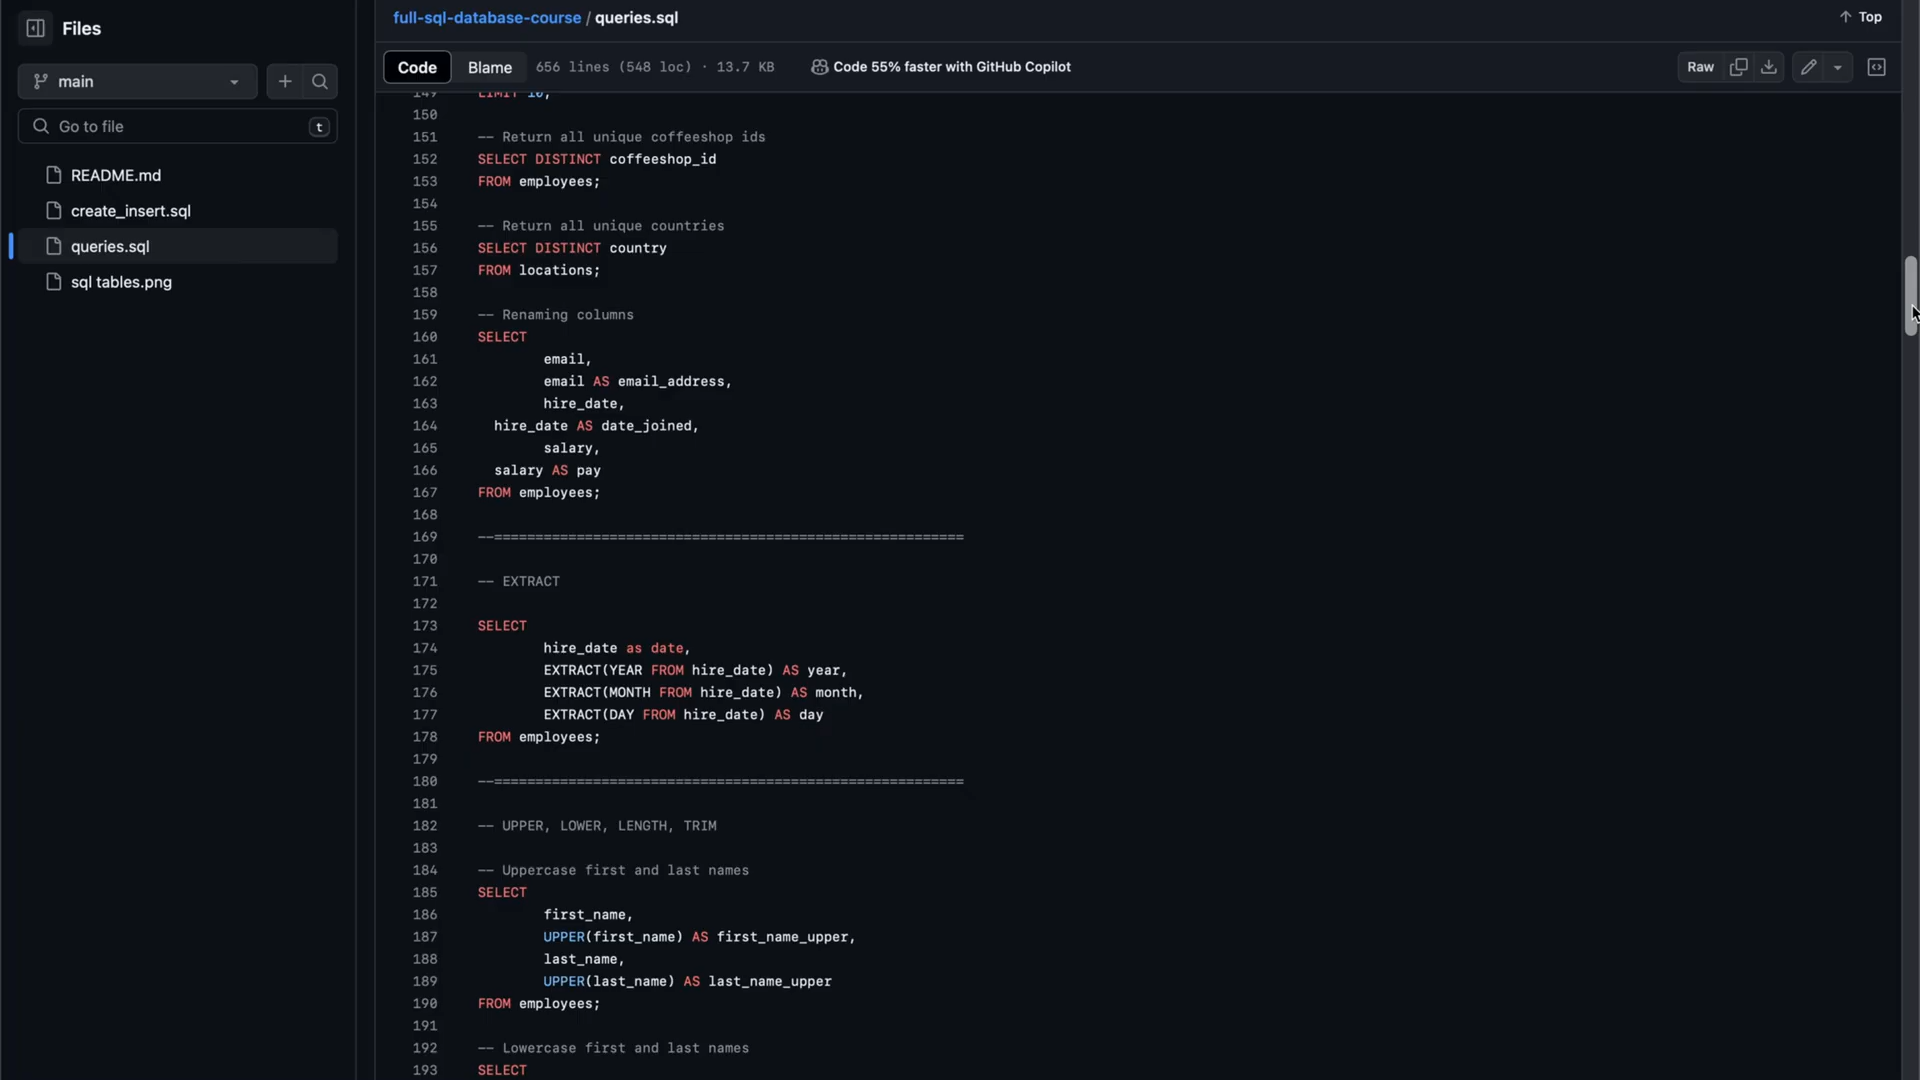 Files
main
Go to file
t
README.md
create_insert.sql
queries.sql
sql tables.png
full-sql-database-course / queries.sql
Top
Code Blame 656 lines (548 loc) · 13.7 KB Code 55% faster with GitHub Copilot
Raw
149 LIMIT 10;
150
151 -- Return all unique coffeeshop ids
152 SELECT DISTINCT coffeeshop_id
153 FROM employees;
154
155 -- Return all unique countries
156 SELECT DISTINCT country
157 FROM locations;
158
159 -- Renaming columns
160 SELECT
161 email,
162 email AS email_address,
163 hire_date,
164 hire_date AS date_joined,
165 salary,
166 salary AS pay
167 FROM employees;
168
169 --=========================================================
170
171 -- EXTRACT
172
173 SELECT
174 hire_date as date,
175 EXTRACT(YEAR FROM hire_date) AS year,
176 EXTRACT(MONTH FROM hire_date) AS month,
177 EXTRACT(DAY FROM hire_date) AS day
178 FROM employees;
179
180 --=========================================================
181
182 -- UPPER, LOWER, LENGTH, TRIM
183
184 -- Uppercase first and last names
185 SELECT
186 first_name,
187 UPPER(first_name) AS first_name_upper,
188 last_name,
189 UPPER(last_name) AS last_name_upper
190 FROM employees;
191
192 -- Lowercase first and last names
193 SELECT